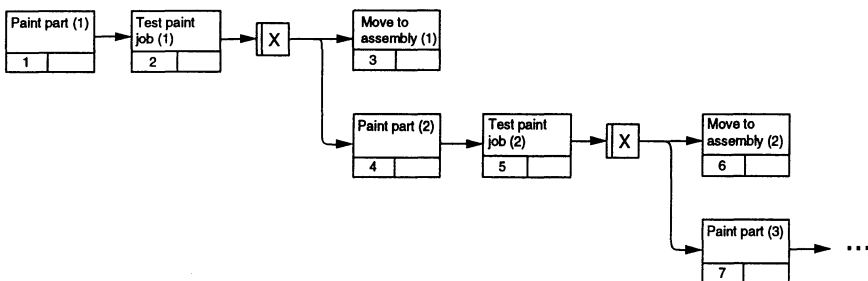 Paint part (1)
1
Test paint
job (1)
2
X
Move to
assembly (1)
3
Paint part (2)
4
Test paint
job (2)
5
X
Move to
assembly (2)
6
Paint part (3)
7
...